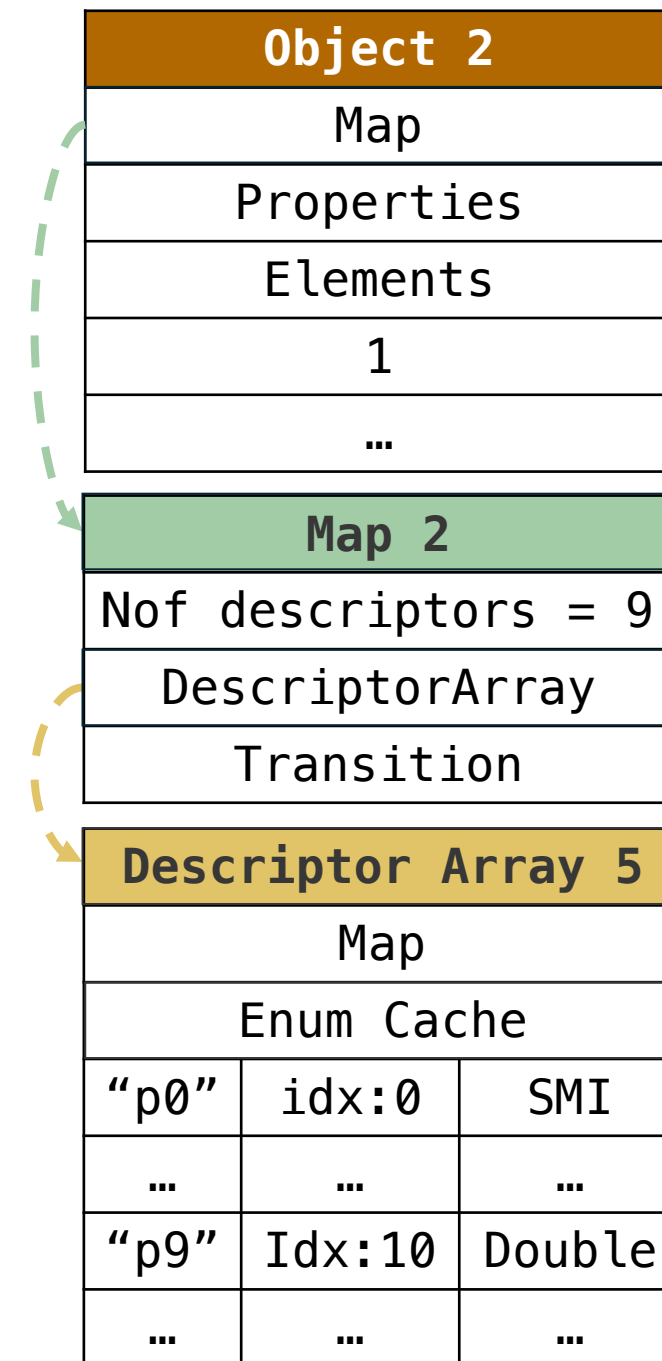 Object 2
Map
Properties
Elements
1
…
Map 2
Nof descriptors = 9
DescriptorArray
Transition
Descriptor Array 5
Map
Enum Cache
“p0” idx:0 SMI
… … …
“p9” Idx:10 Double
… … …